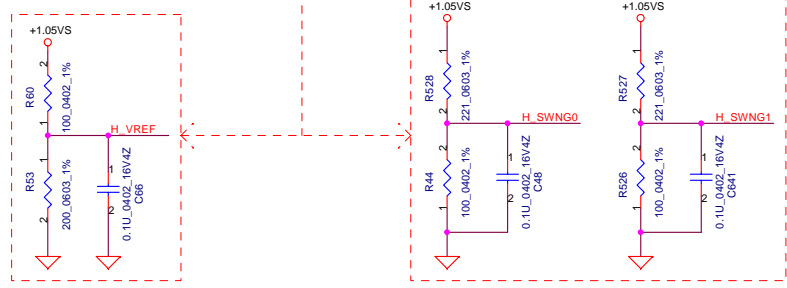 +1.05VS
2
R60
100_0402_1%
1
H_VREF
1
R53
200_0603_1%
2
1
0.1U_0402_16V4Z
C66
2
+1.05VS
1
R528
221_0603_1%
2
H_SWNG0
2
R44
100_0402_1%
1
1
0.1U_0402_16V4Z
C48
2
+1.05VS
1
R527
221_0603_1%
2
H_SWNG1
2
R526
100_0402_1%
1
1
0.1U_0402_16V4Z
C641
2